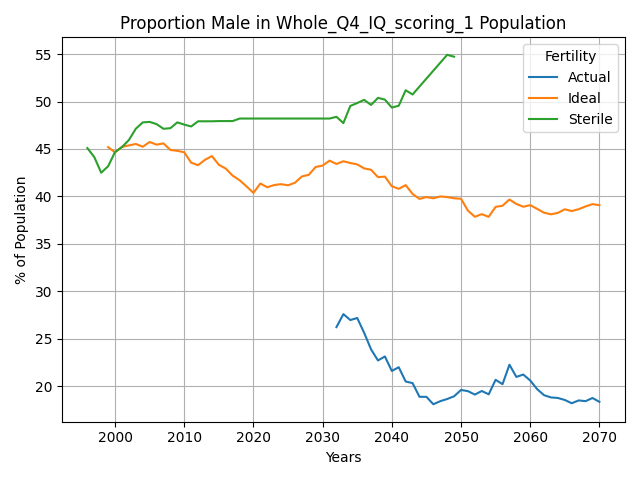 Proportion Male in Whole_Q4_IQ_scoring_1 Population
% of Population
55
50
45
40
35
30
25
20
Fertility
Actual
Ideal
Sterile
2000 2010 2020 2030 2040 2050 2060 2070
Years